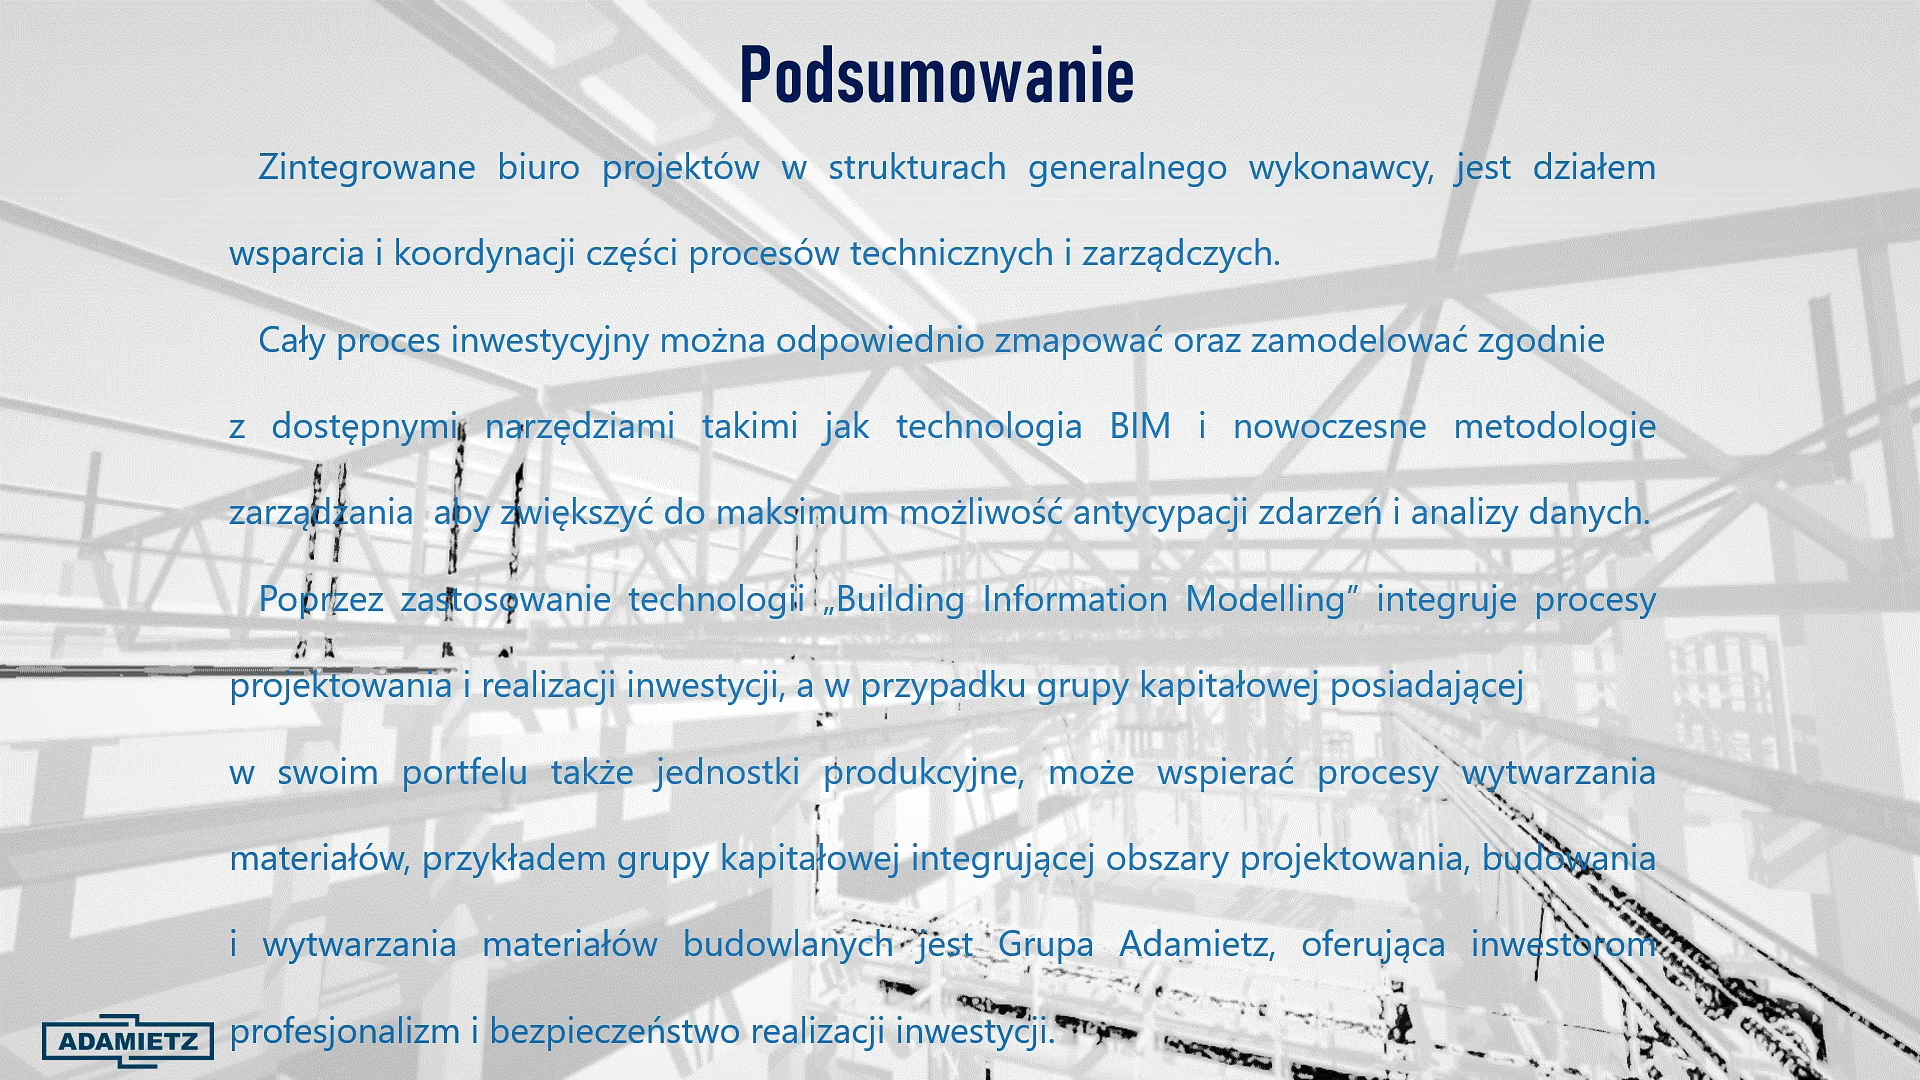 Podsumowanie
Zintegrowane biuro projektów w strukturach generalnego wykonawcy, jest działem
wsparcia i koordynacji części procesów technicznych i zarządczych.
Cały proces inwestycyjny można odpowiednio zmapować oraz zamodelować zgodnie
z dostępnymi narzędziami takimi jak technologia BIM i nowoczesne metodologie
zarządzania aby zwiększyć do maksimum możliwość antycypacji zdarzeń i analizy danych.
Poprzez zastosowanie technologii „Building Information Modelling” integruje procesy
projektowania i realizacji inwestycji, a w przypadku grupy kapitałowej posiadającej
w swoim portfelu także jednostki produkcyjne, może wspierać procesy wytwarzania
materiałów, przykładem grupy kapitałowej integrującej obszary projektowania, budowania
i wytwarzania materiałów budowlanych jest Grupa Adamietz, oferująca inwestorom
profesjonalizm i bezpieczeństwo realizacji inwestycji.
ADAMIETZ